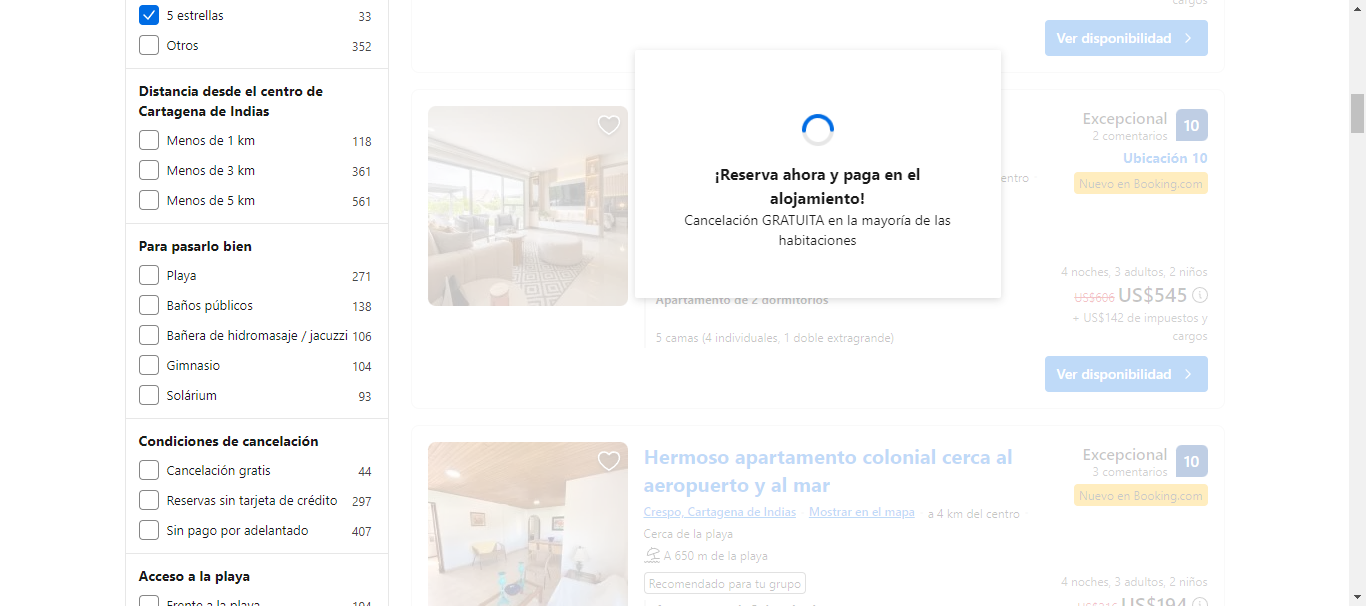 5 estrellas 33
Otros 352
Distancia desde el centro de
Cartagena de Indias
Menos de 1 km 118
Menos de 3 km 361
Menos de 5 km 561
Para pasarlo bien
Playa 271
Baños públicos 138
Bañera de hidromasaje / jacuzzi 106
Gimnasio 104
Solárium 93
Condiciones de cancelación
Cancelación gratis 44
Reservas sin tarjeta de crédito 297
Sin pago por adelantado 407
Acceso a la playa
Frente a la playa 194
cargos
Ver disponibilidad
¡Reserva ahora y paga en el
alojamiento!
Cancelación GRATUITA en la mayoría de las
habitaciones
Excepcional 10
2 comentarios
Ubicación 10
entro
Nuevo en Booking.com
4 noches, 3 adultos, 2 niños
US$606 US$545
+ US$142 de impuestos y
cargos
Apartamento de 2 dormitorios
5 camas (4 individuales, 1 doble extragrande)
Ver disponibilidad
Hermoso apartamento colonial cerca al
aeropuerto y al mar
Crespo, Cartagena de Indias Mostrar en el mapa a 4 km del centro
Cerca de la playa
A 650 m de la playa
Recomendado para tu grupo
Excepcional 10
3 comentarios
Nuevo en Booking.com
4 noches, 3 adultos, 2 niños
US$216 US$194